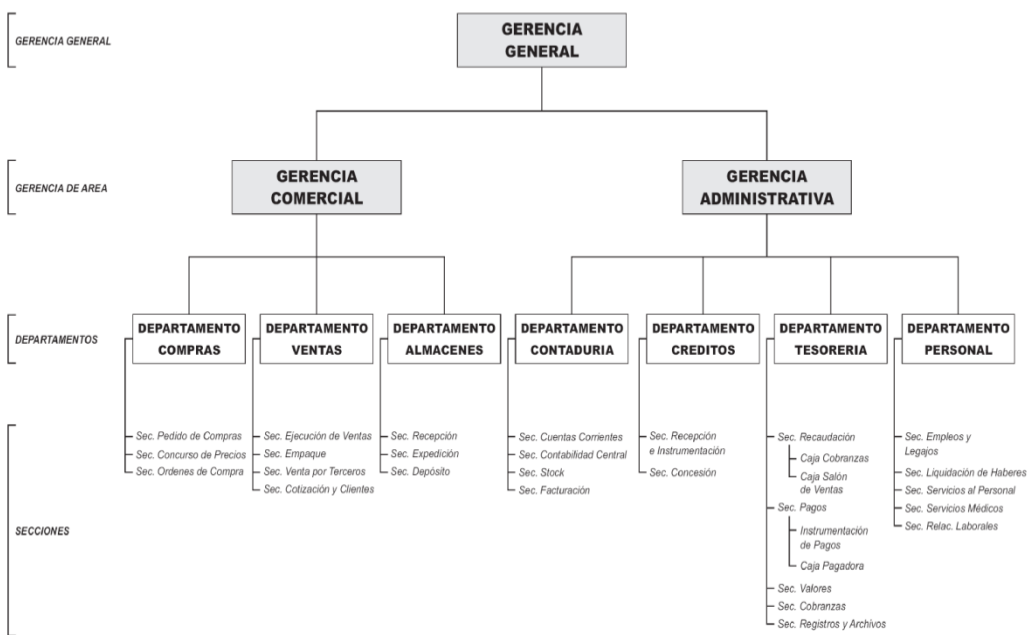 GERENCIA GENERAL
GERENCIA
GENERAL
GERENCIA DE AREA
GERENCIA
COMERCIAL
GERENCIA
ADMINISTRATIVA
DEPARTAMENTOS
DEPARTAMENTO
COMPRAS
DEPARTAMENTO
VENTAS
DEPARTAMENTO
ALMACENES
DEPARTAMENTO
CONTADURIA
DEPARTAMENTO
CREDITOS
DEPARTAMENTO
TESORERIA
DEPARTAMENTO
PERSONAL
SECCIONES
Sec. Pedido de Compras
Sec. Concurso de Precios
Sec. Ordenes de Compra
Sec. Ejecución de Ventas
Sec. Empaque
Sec. Venta por Terceros
Sec. Cotización y Clientes
Sec. Recepción
Sec. Expedición
Sec. Depósito
Sec. Cuentas Corrientes
Sec. Contabilidad Central
Sec. Stock
Sec. Facturación
Sec. Recepción
e Instrumentación
Sec. Concesión
Sec. Recaudación
Caja Cobranzas
Caja Salón
de Ventas
Sec. Pagos
Instrumentación
de Pagos
Caja Pagadora
Sec. Valores
Sec. Cobranzas
Sec. Registros y Archivos
Sec. Empleos y
Legajos
Sec. Liquidación de Haberes
Sec. Servicios al Personal
Sec. Servicios Médicos
Sec. Relac. Laborales